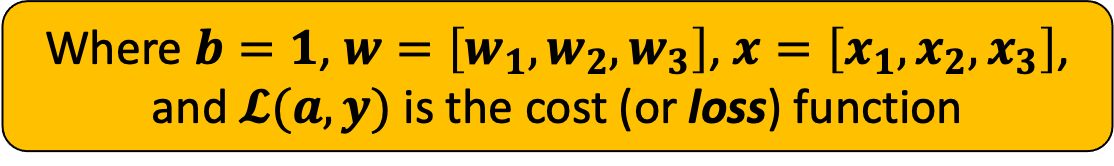 Where b = 1, w = [w₁, w₂, w₃], x = [x₁, x₂, x₃],
and ℒ(a, y) is the cost (or loss) function